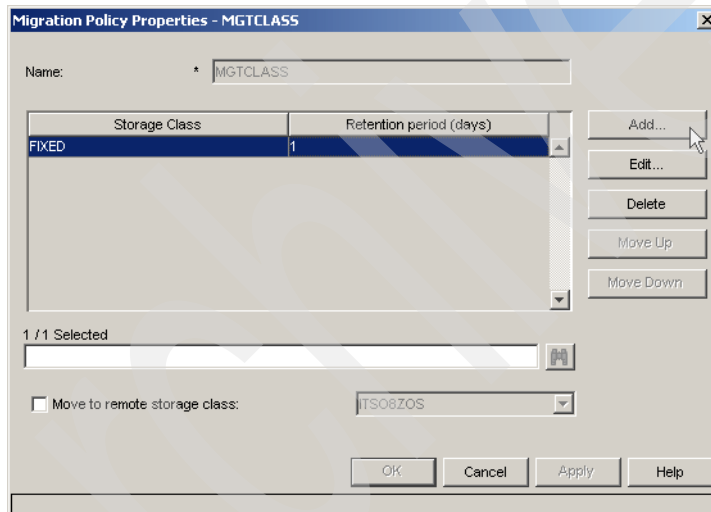 Migration Policy Properties - MGTCLASS
Name: * MGTCLASS
Storage Class Retention period (days)
FIXED 1
Add...
Edit...
Delete
Move Up
Move Down
1 / 1 Selected
Move to remote storage class: ITSO8ZOS
OK Cancel Apply Help